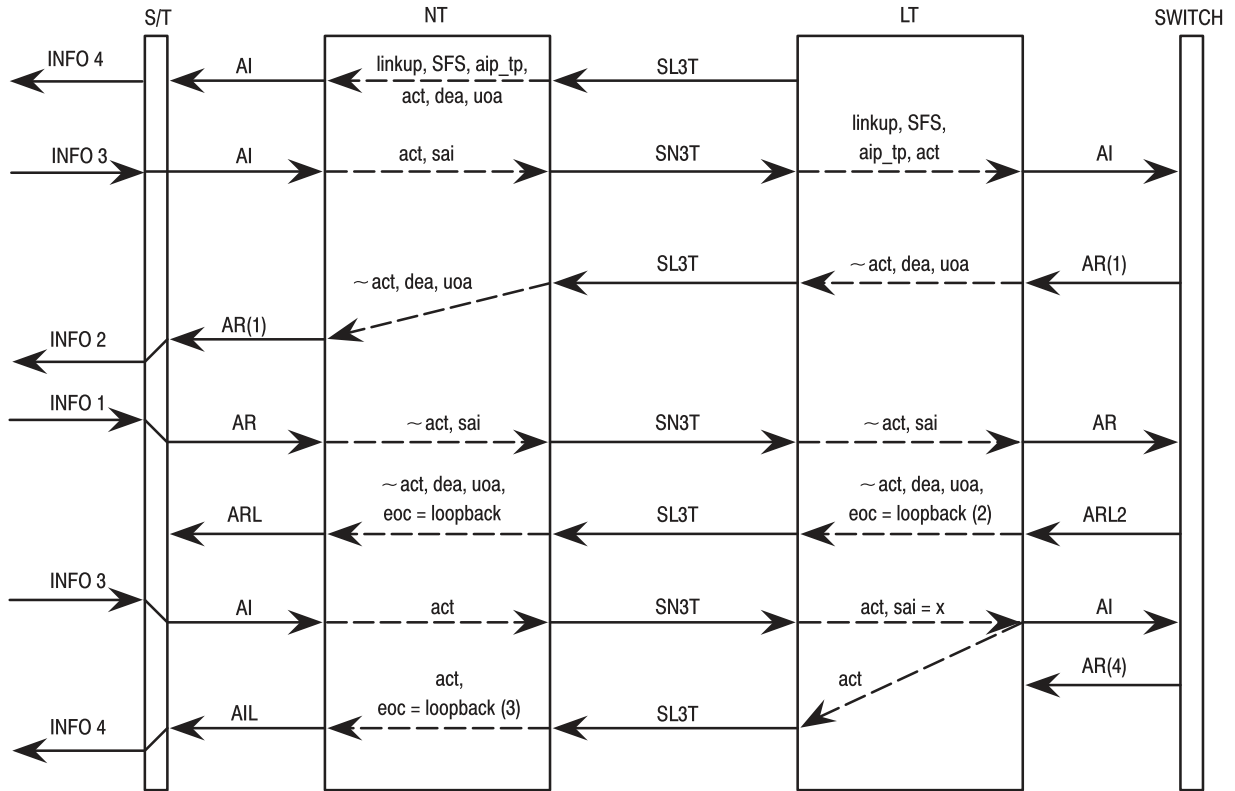 S/T NT LT SWITCH
INFO 4 AI linkup, SFS, aip_tp, SL3T
act, dea, uoa
linkup, SFS,
INFO 3 AI act, sai SN3T aip_tp, act AI
~act, dea, uoa SL3T ~act, dea, uoa AR(1)
INFO 2 AR(1)
INFO 1 AR ~act, sai SN3T ~act, sai AR
~act, dea, uoa, ~act, dea, uoa,
ARL eoc = loopback SL3T eoc = loopback (2) ARL2
INFO 3 AI act SN3T act, sai = x AI
act, act AR(4)
INFO 4 AIL eoc = loopback (3) SL3T